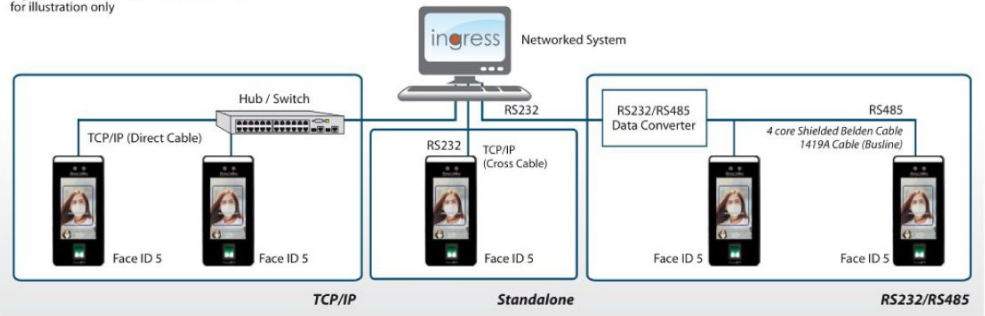 for illustration only
ingress
Networked System
Hub / Switch
TCP/IP (Direct Cable)
RS232
RS232/RS485
Data Converter
RS485
4 core Shielded Belden Cable
1419A Cable (Busline)
RS232
TCP/IP
(Cross Cable)
Face ID 5
Face ID 5
Face ID 5
Face ID 5
Face ID 5
TCP/IP
Standalone
RS232/RS485